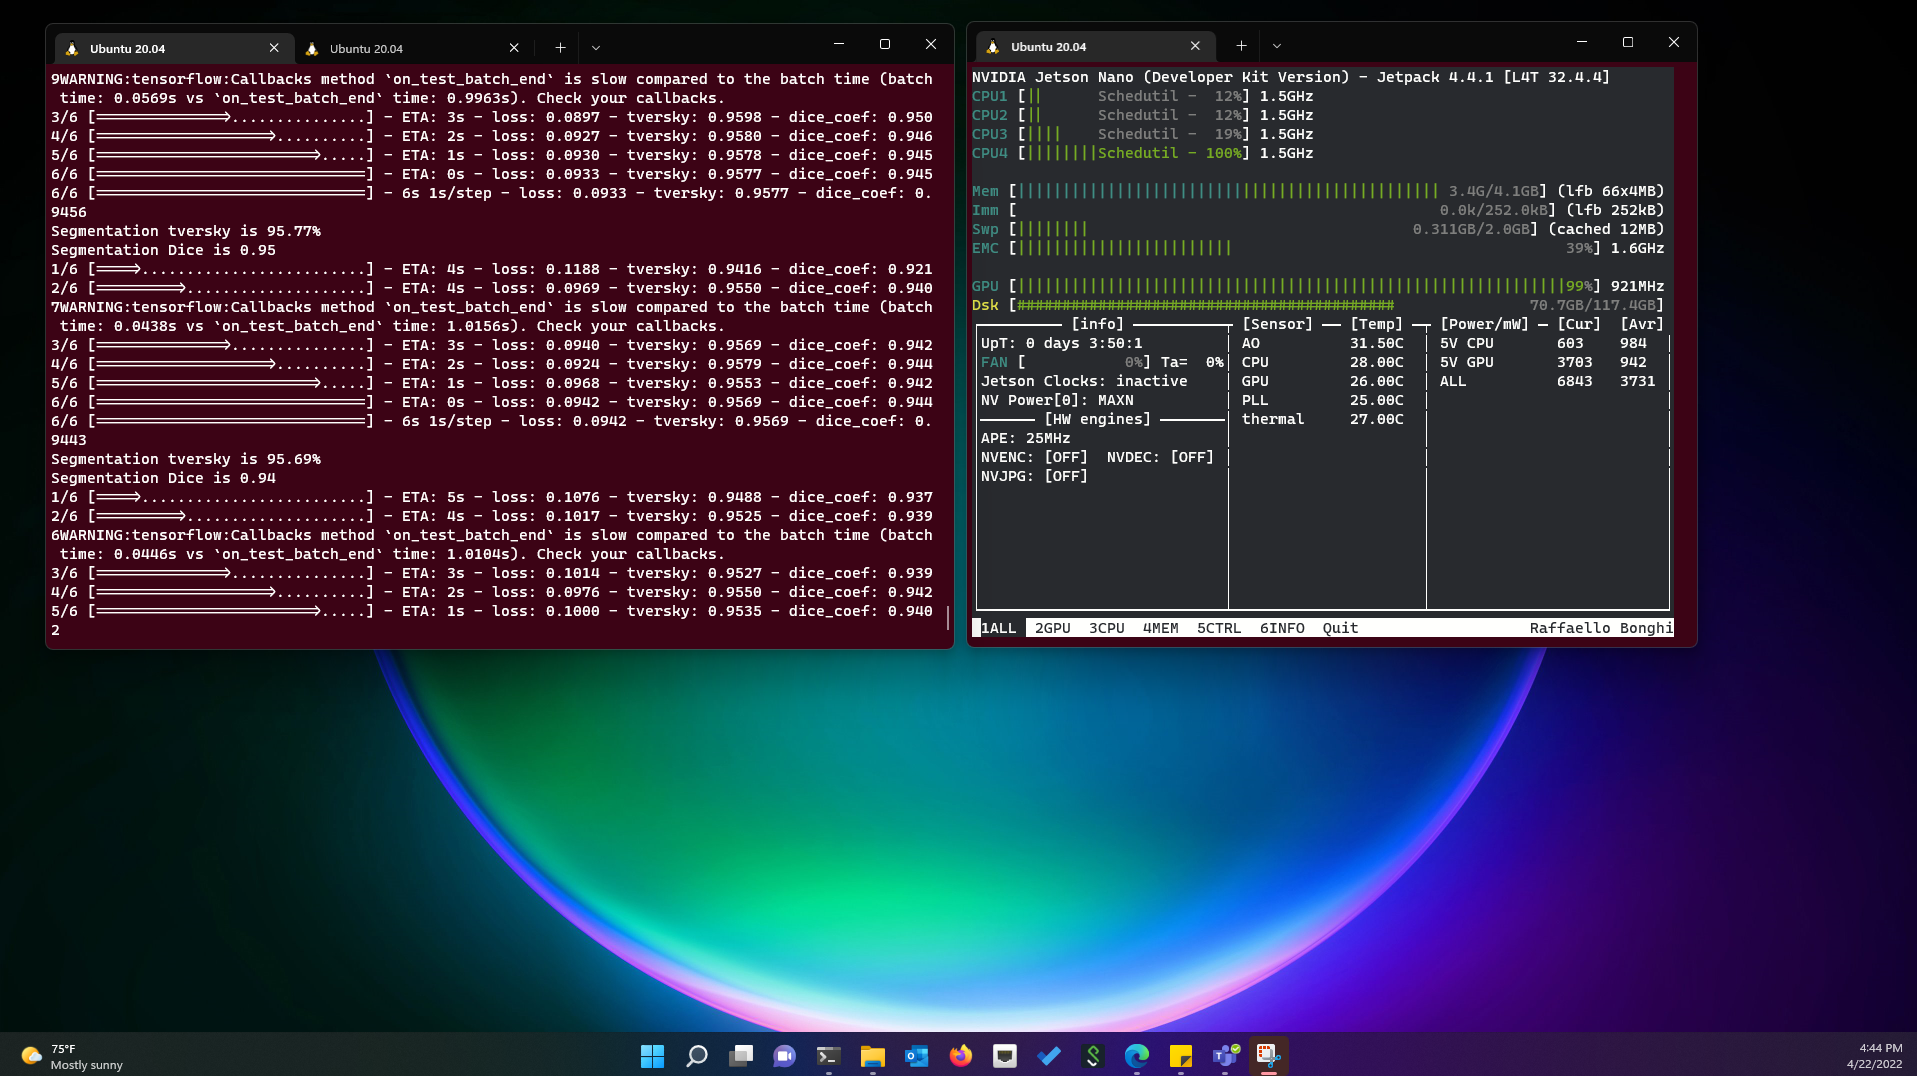 Ubuntu 20.04
Ubuntu 20.04
9WARNING:tensorflow:Callbacks method `on_test_batch_end` is slow compared to the batch time (batch
time: 0.0569s vs `on_test_batch_end` time: 0.9963s). Check your callbacks.
3/6 [==============>...............] - ETA: 3s - loss: 0.0897 - tversky: 0.9598 - dice_coef: 0.950
4/6 [===================>..........] - ETA: 2s - loss: 0.0927 - tversky: 0.9580 - dice_coef: 0.946
5/6 [========================>.....] - ETA: 1s - loss: 0.0930 - tversky: 0.9578 - dice_coef: 0.945
6/6 [==============================] - ETA: 0s - loss: 0.0933 - tversky: 0.9577 - dice_coef: 0.945
6/6 [==============================] - 6s 1s/step - loss: 0.0933 - tversky: 0.9577 - dice_coef: 0.
9456
Segmentation tversky is 95.77%
Segmentation Dice is 0.95
1/6 [====>.........................] - ETA: 4s - loss: 0.1188 - tversky: 0.9416 - dice_coef: 0.921
2/6 [=========>....................] - ETA: 4s - loss: 0.0969 - tversky: 0.9550 - dice_coef: 0.940
7WARNING:tensorflow:Callbacks method `on_test_batch_end` is slow compared to the batch time (batch
time: 0.0438s vs `on_test_batch_end` time: 1.0156s). Check your callbacks.
3/6 [==============>...............] - ETA: 3s - loss: 0.0940 - tversky: 0.9569 - dice_coef: 0.942
4/6 [===================>..........] - ETA: 2s - loss: 0.0924 - tversky: 0.9579 - dice_coef: 0.944
5/6 [========================>.....] - ETA: 1s - loss: 0.0968 - tversky: 0.9553 - dice_coef: 0.942
6/6 [==============================] - ETA: 0s - loss: 0.0942 - tversky: 0.9569 - dice_coef: 0.944
6/6 [==============================] - 6s 1s/step - loss: 0.0942 - tversky: 0.9569 - dice_coef: 0.
9443
Segmentation tversky is 95.69%
Segmentation Dice is 0.94
1/6 [====>.........................] - ETA: 5s - loss: 0.1076 - tversky: 0.9488 - dice_coef: 0.937
2/6 [=========>....................] - ETA: 4s - loss: 0.1017 - tversky: 0.9525 - dice_coef: 0.939
6WARNING:tensorflow:Callbacks method `on_test_batch_end` is slow compared to the batch time (batch
time: 0.0446s vs `on_test_batch_end` time: 1.0104s). Check your callbacks.
3/6 [==============>...............] - ETA: 3s - loss: 0.1014 - tversky: 0.9527 - dice_coef: 0.939
4/6 [===================>..........] - ETA: 2s - loss: 0.0976 - tversky: 0.9550 - dice_coef: 0.942
5/6 [========================>.....] - ETA: 1s - loss: 0.1000 - tversky: 0.9535 - dice_coef: 0.940
2
Ubuntu 20.04
NVIDIA Jetson Nano (Developer Kit Version) - Jetpack 4.4.1 [L4T 32.4.4]
CPU1 [|| Schedutil - 12%] 1.5GHz
CPU2 [|| Schedutil - 12%] 1.5GHz
CPU3 [|||| Schedutil - 19%] 1.5GHz
CPU4 [||||||||Schedutil - 100%] 1.5GHz
Mem [||||||||||||||||||||||||||||||||||||||||||||||| 3.4G/4.1GB] (lfb 66x4MB)
Imm [ 0.0k/252.0kB] (lfb 252kB)
Swp [|||||||| 0.311GB/2.0GB] (cached 12MB)
EMC [|||||||||||||||||||||||| 39%] 1.6GHz
GPU [|||||||||||||||||||||||||||||||||||||||||||||||||||||||||||||99%] 921MHz
Dsk [########################################## 70.7GB/117.4GB]
[info] [Sensor] [Temp] [Power/mW] [Cur] [Avr]
UpT: 0 days 3:50:1 AO 31.50C 5V CPU 603 984
FAN [ 0%] Ta= 0% CPU 28.00C 5V GPU 3703 942
Jetson Clocks: inactive GPU 26.00C ALL 6843 3731
NV Power[0]: MAXN PLL 25.00C
[HW engines] thermal 27.00C
APE: 25MHz
NVENC: [OFF] NVDEC: [OFF]
NVJPG: [OFF]
1ALL 2GPU 3CPU 4MEM 5CTRL 6INFO Quit Raffaello Bonghi
75°F
Mostly sunny
4:44 PM
4/22/2022